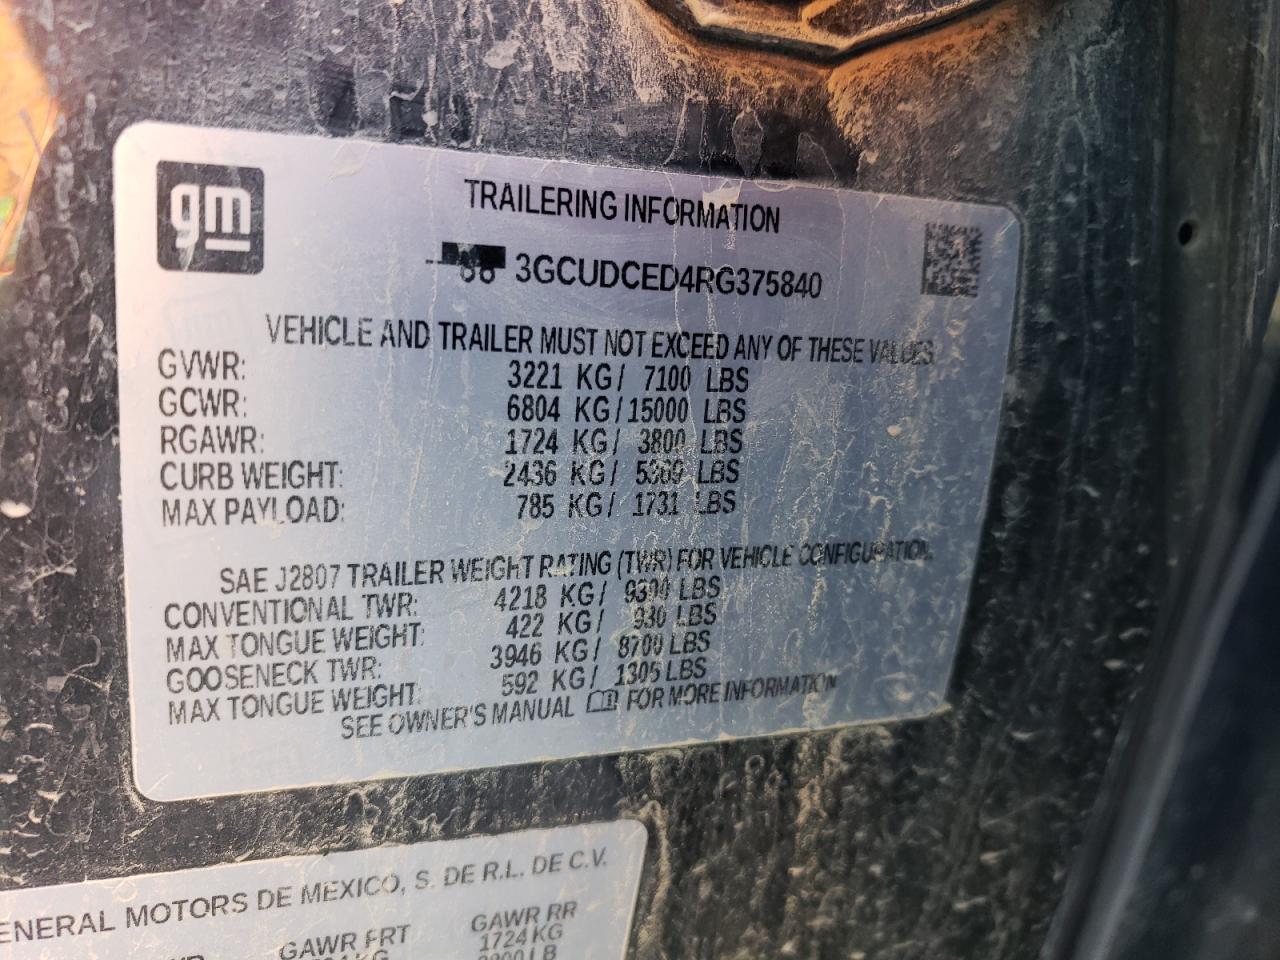 gm
TRAILERING INFORMATION
3GCUDCED4RG375840
VEHICLE AND TRAILER MUST NOT EXCEED ANY OF THESE VALUES
GVWR: 3221 KG/ 7100 LBS
GCWR: 6804 KG/15000 LBS
RGAWR: 1724 KG/ 3800 LBS
CURB WEIGHT: 2436 KG/ 5369 LBS
MAX PAYLOAD: 785 KG/ 1731 LBS
SAE J2807 TRAILER WEIGHT RATING (TWR) FOR VEHICLE CONFIGURATION.
CONVENTIONAL TWR: 4218 KG/ 9300 LBS
MAX TONGUE WEIGHT: 422 KG/ 930 LBS
GOOSENECK TWR: 3946 KG/ 8700 LBS
MAX TONGUE WEIGHT: 592 KG/ 1305 LBS
SEE OWNER'S MANUAL FOR MORE INFORMATION
ENERAL MOTORS DE MEXICO, S. DE R.L. DE C.V.
GAWR FRT GAWR RR
1724 KG